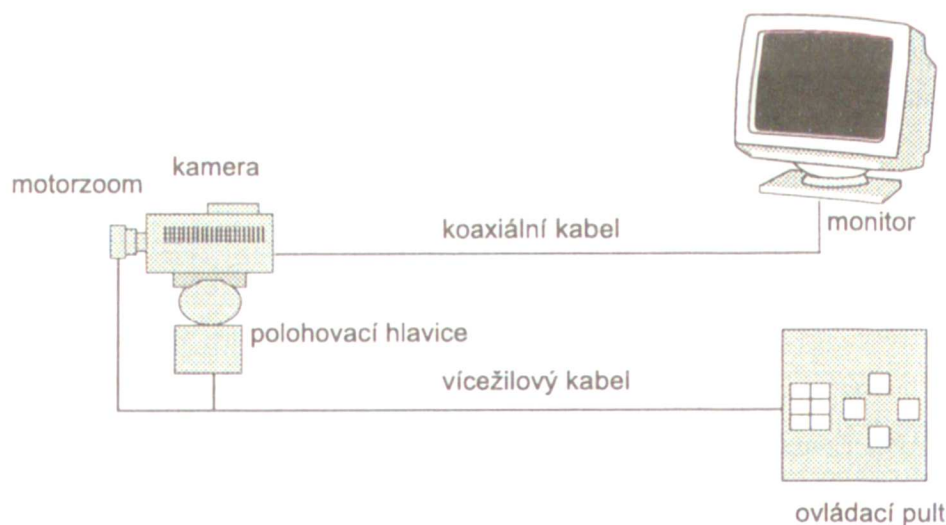 kamera
motorzoom
monitor
koaxiální kabel
polohovací hlavice
vícežilový kabel
ovládací pult